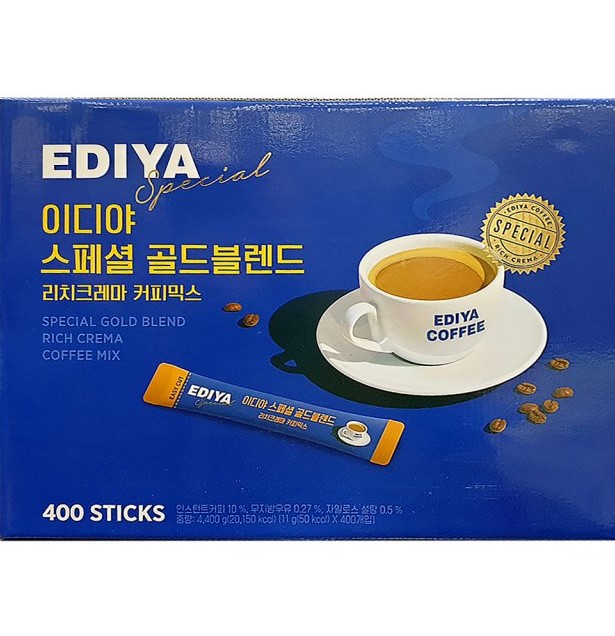 EDIYA
Special
이디야
스페셜 골드블렌드
리치크레마 커피믹스
SPECIAL GOLD BLEND
RICH CREMA
COFFEE MIX
EDIYA COFFEE
SPECIAL
RICH CREMA
EDIYA
COFFEE
EASY CUT
EDIYA
Special
이디야 스페셜 골드블렌드
리치크레마 커피믹스
400 STICKS
인스턴트커피 10 %, 무지방우유 0.27 %, 자일로스 설탕 0.5 %
중량: 4,400 g(20,150 kcal) [11 g(50 kcal) X 400개입]